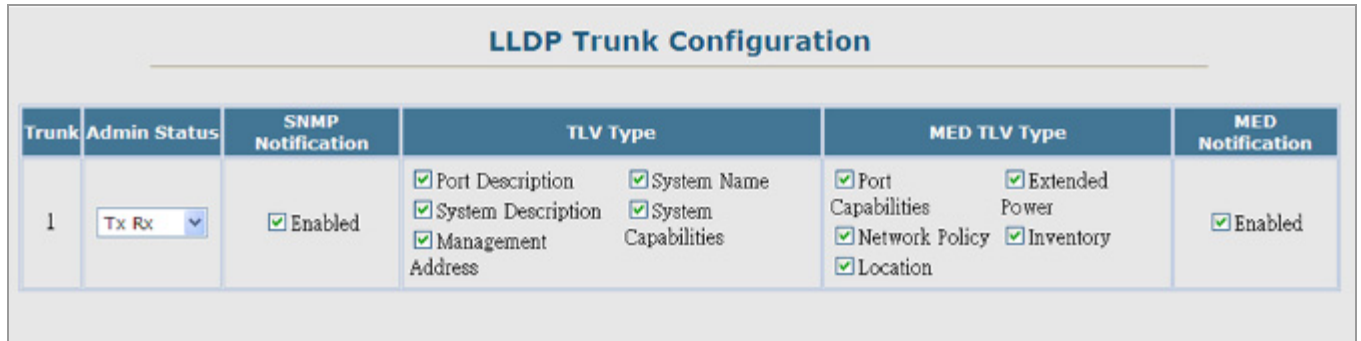 LLDP Trunk Configuration
Trunk
Admin Status
SNMP
Notification
TLV Type
MED TLV Type
MED
Notification
1
Tx Rx
Enabled
Port Description
System Name
System Description
System
Capabilities
Management
Address
Port
Capabilities
Extended
Power
Network Policy
Inventory
Location
Enabled